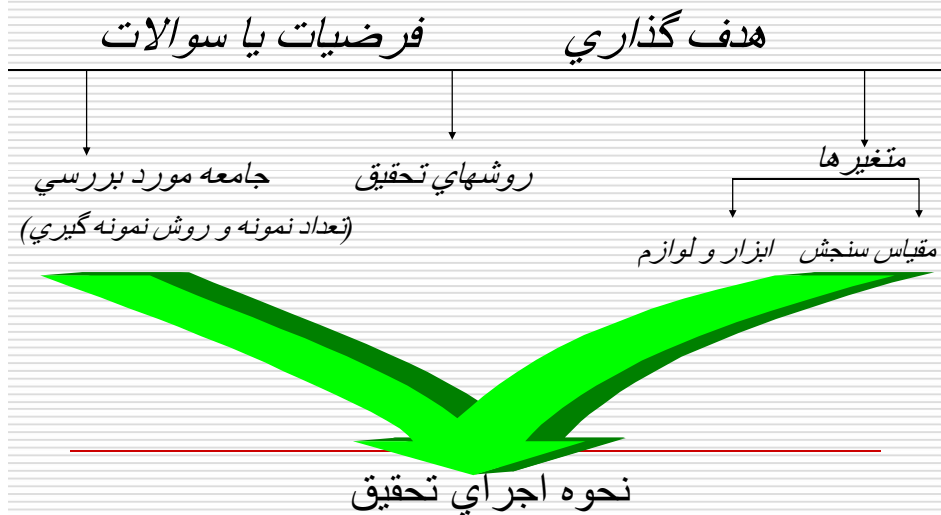 هدف گذاري فرضيات يا سوالات
متغيرها
روشهاي تحقيق
جامعه مورد بررسي
(تعداد نمونه و روش نمونه گيري)
مقياس سنجش ابزار و لوازم
نحوه اجراي تحقيق